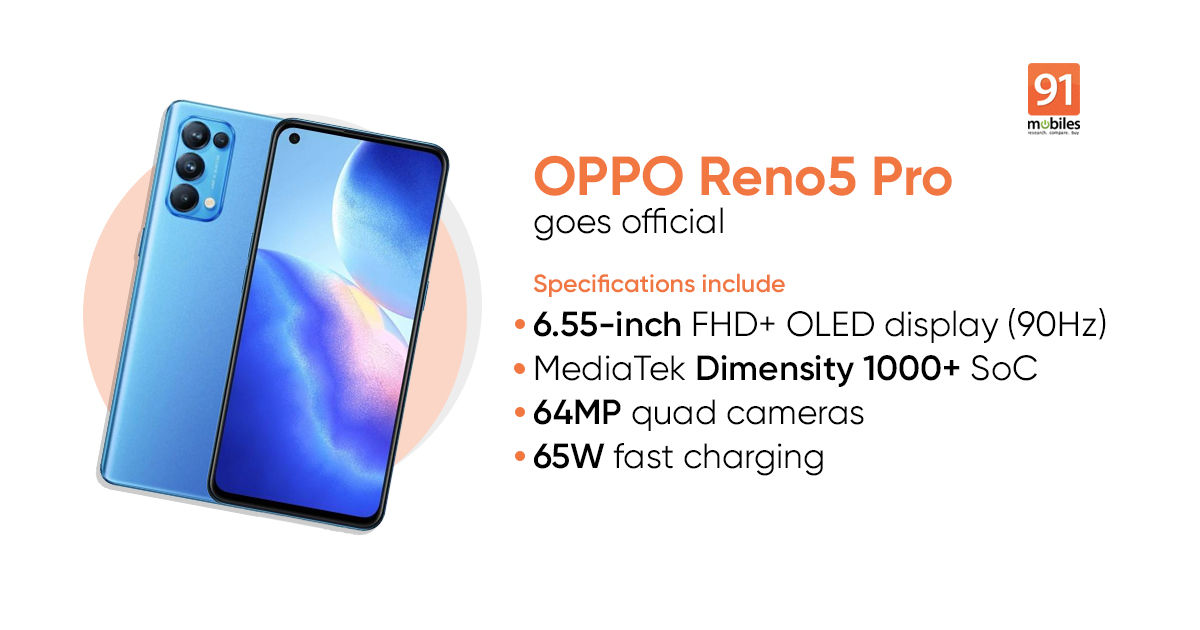 91
mobiles
research. compare. buy
OPPO Reno5 Pro
goes official
Specifications include
• 6.55-inch FHD+ OLED display (90Hz)
• MediaTek Dimensity 1000+ SoC
• 64MP quad cameras
• 65W fast charging